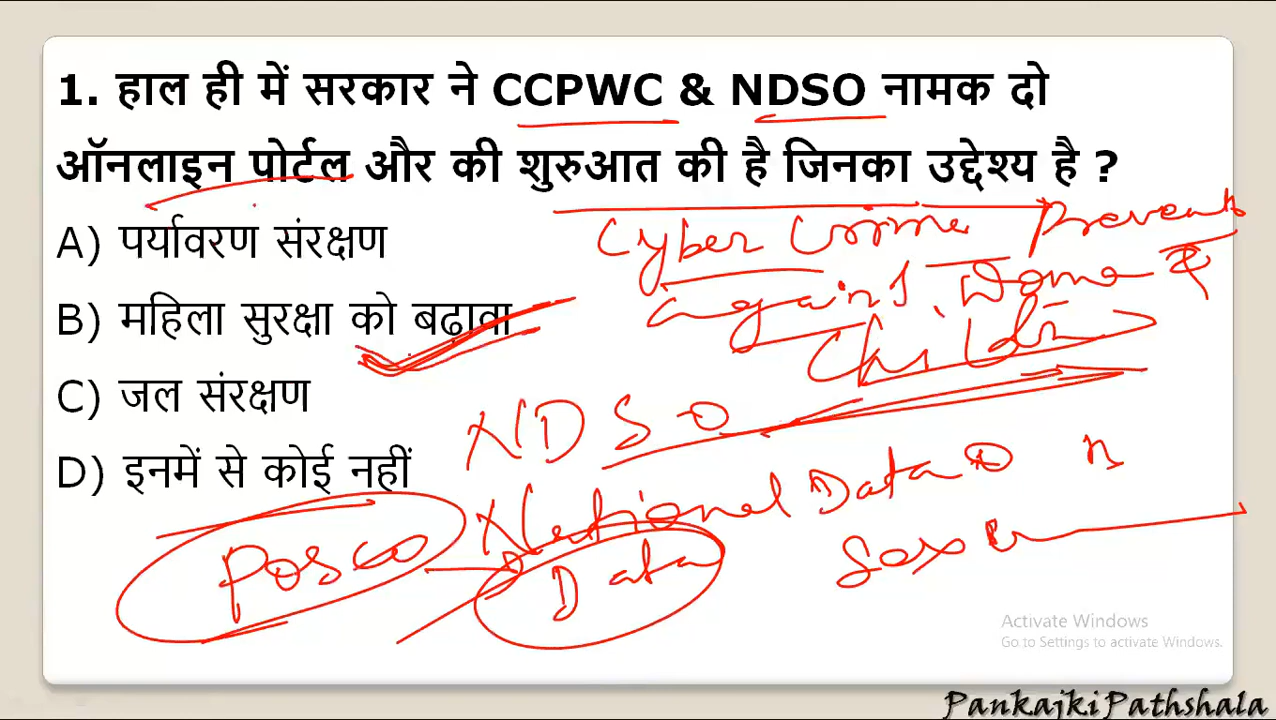 1. हाल ही में सरकार ने CCPWC & NDSO नामक दो
ऑनलाइन पोर्टल और की शुरुआत की है जिनका उद्देश्य है ?
A) पर्यावरण संरक्षण
B) महिला सुरक्षा को बढ़ावा
C) जल संरक्षण
D) इनमें से कोई नहीं
Cyber Crime Prevent
against Women &
Children
NDSO
National Data
Posco
Data
Activate Windows
Go to Settings to activate Windows.
PankajkiPathshala